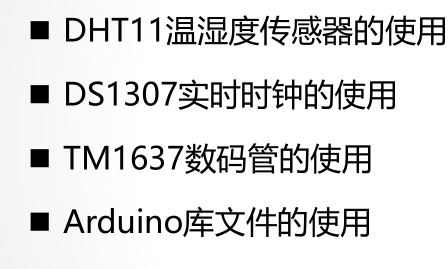 ■ DHT11温湿度传感器的使用
■ DS1307实时时钟的使用
■ TM1637数码管的使用
■ Arduino库文件的使用